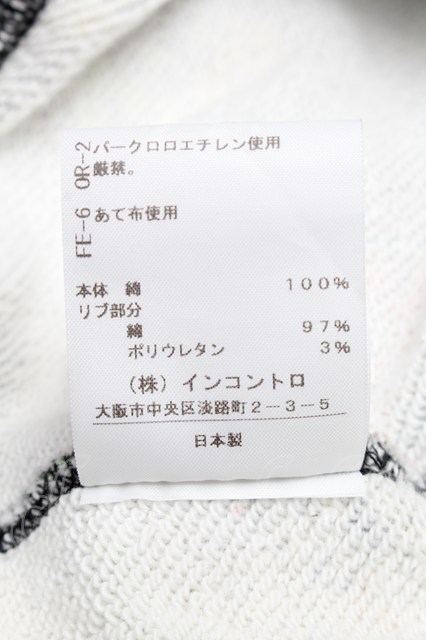 OR-2 パークロロエチレン使用
厳禁。
FE-6 あて布使用
本体 綿 100%
リブ部分
綿 97%
ポリウレタン 3%
(株)インコントロ
大阪市中央区淡路町2-3-5
日本製